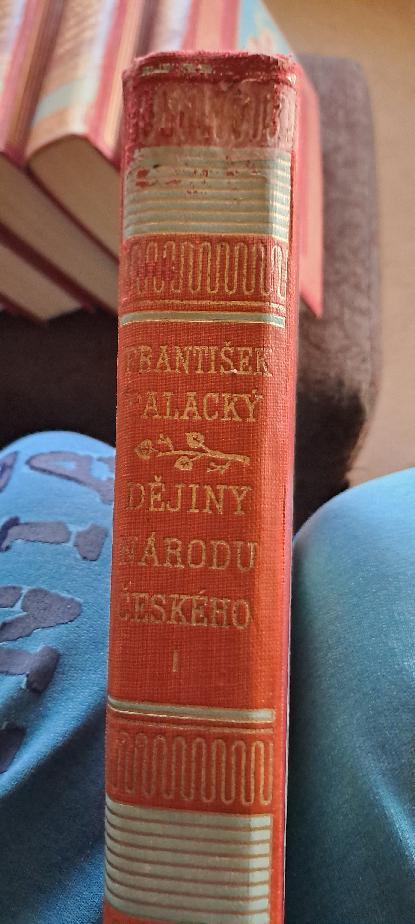 FRANTIŠEK
PALACKÝ
DĚJINY
NÁRODU
ČESKÉHO
I